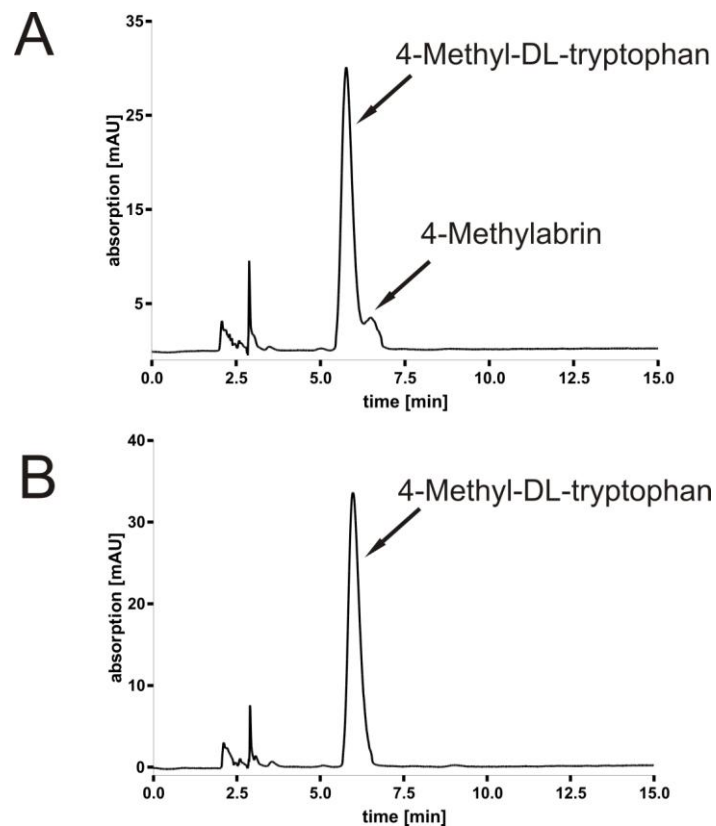 A
35
4-Methyl-DL-tryptophan
25
absorption [mAU]
15
4-Methylabrin
5
0.0 2.5 5.0 7.5 10.0 12.5 15.0
time [min]
B
40
4-Methyl-DL-tryptophan
30
absorption [mAU]
20
10
0
0.0 2.5 5.0 7.5 10.0 12.5 15.0
time [min]